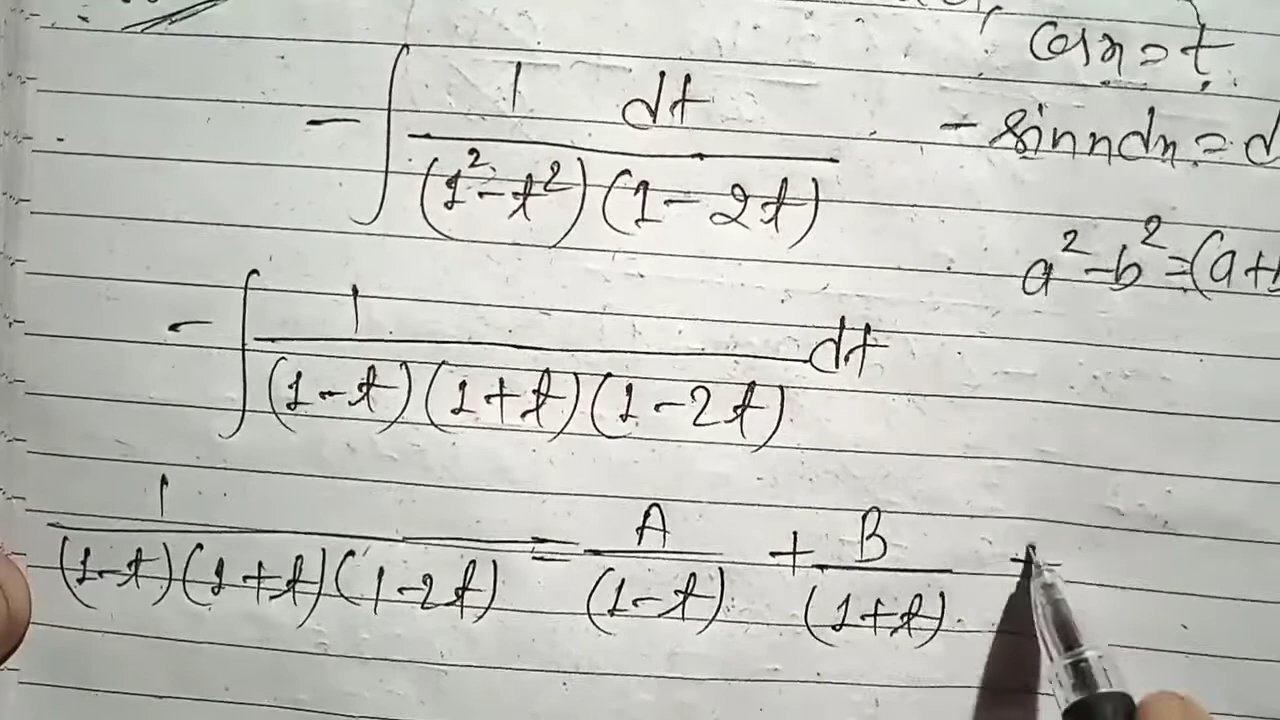 cos x = t
- ∫ 1 dt / (1² - t²)(1 - 2t)
- sin x dx = d
a² - b² = (a + b
- ∫ 1 / (1 - t)(1 + t)(1 - 2t) dt
1 / (1 - t)(1 + t)(1 - 2t) = A / (1 - t) + B / (1 + t) +